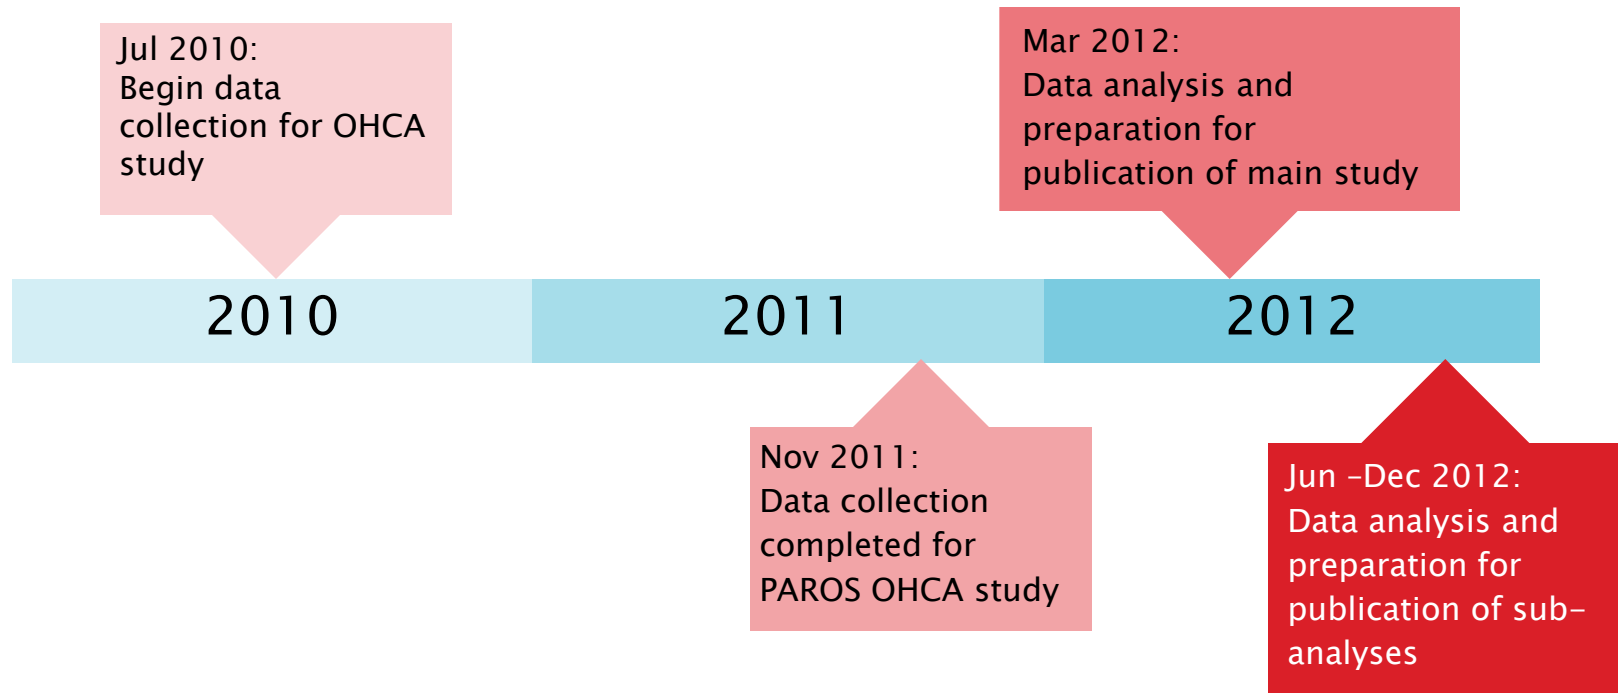 Jul 2010:
Begin data
collection for OHCA
study
Mar 2012:
Data analysis and
preparation for
publication of main study
2010
2011
2012
Nov 2011:
Data collection
completed for
PAROS OHCA study
Jun –Dec 2012:
Data analysis and
preparation for
publication of sub-
analyses